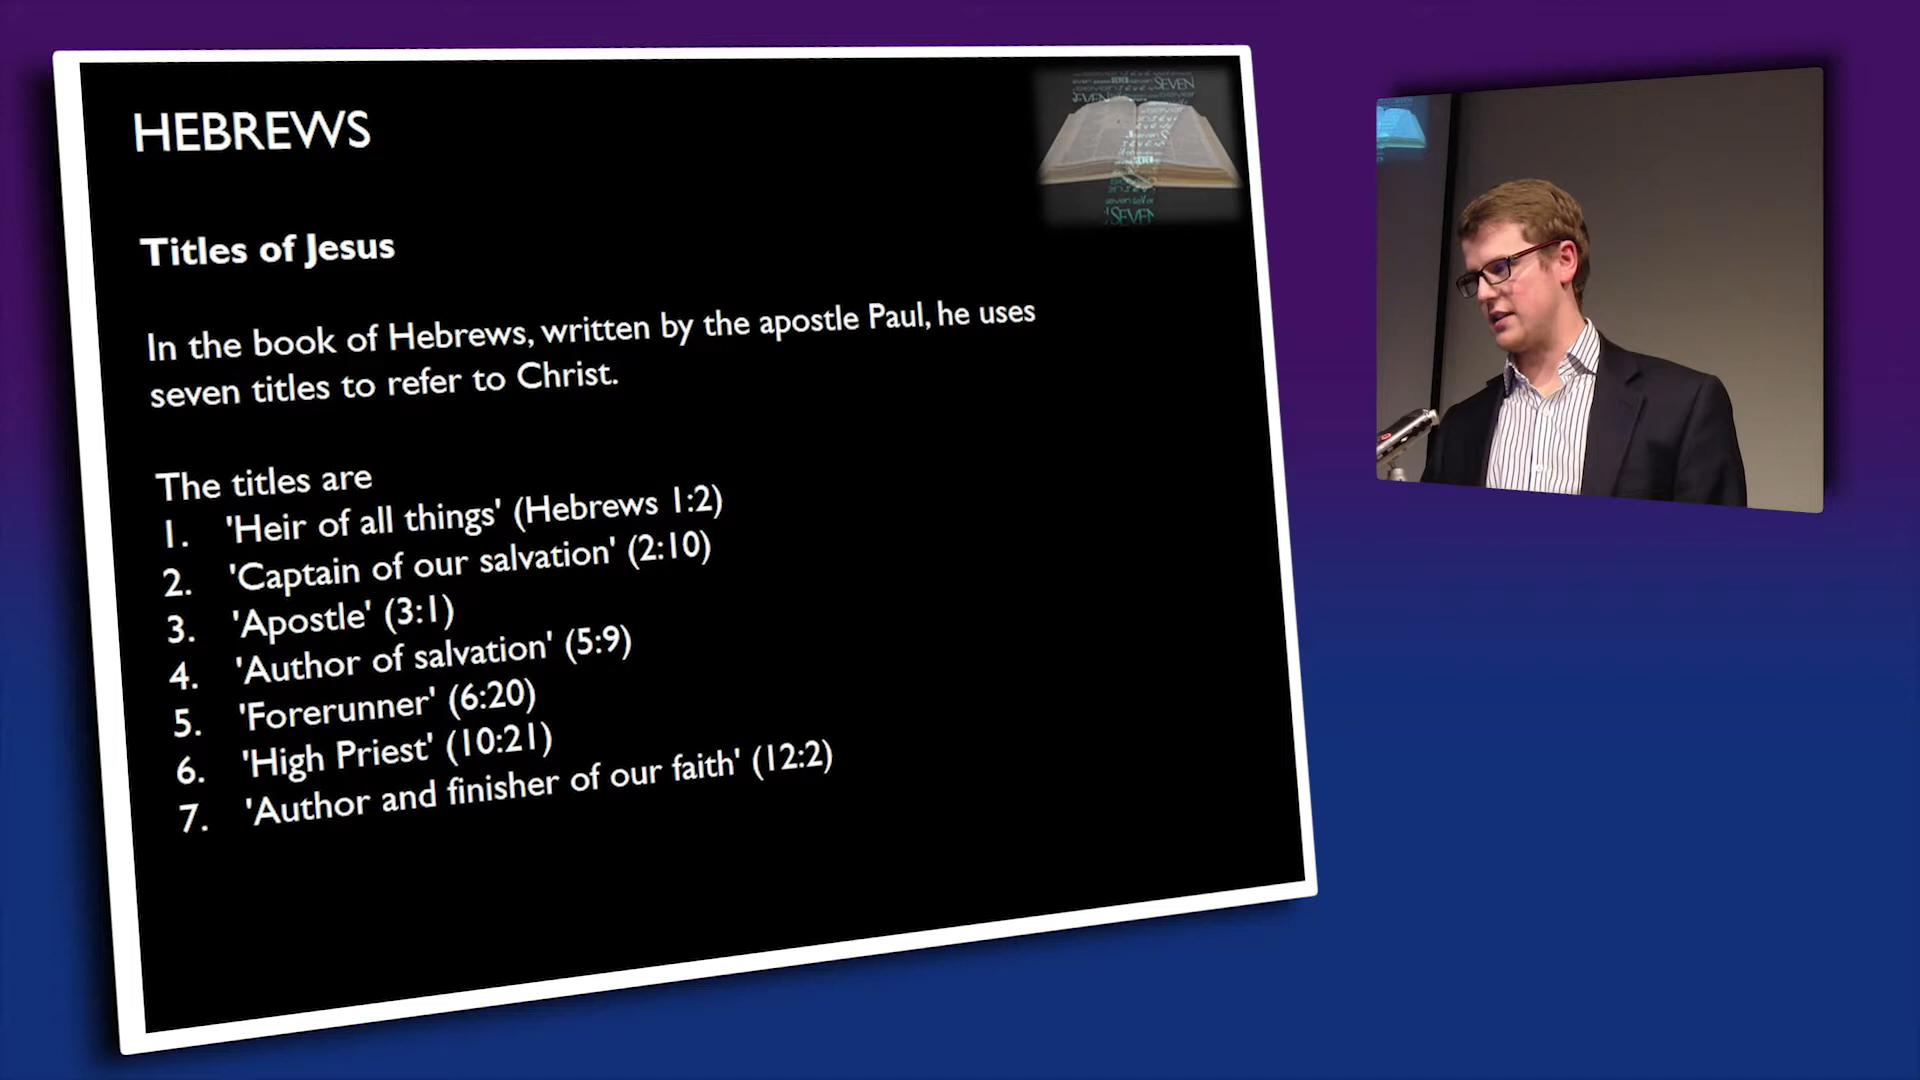 HEBREWS
SEVEN
SEVEN
SEVEN
Titles of Jesus
In the book of Hebrews, written by the apostle Paul, he uses
seven titles to refer to Christ.
The titles are
1. 'Heir of all things' (Hebrews 1:2)
2. 'Captain of our salvation' (2:10)
3. 'Apostle' (3:1)
4. 'Author of salvation' (5:9)
5. 'Forerunner' (6:20)
6. 'High Priest' (10:21)
7. 'Author and finisher of our faith' (12:2)